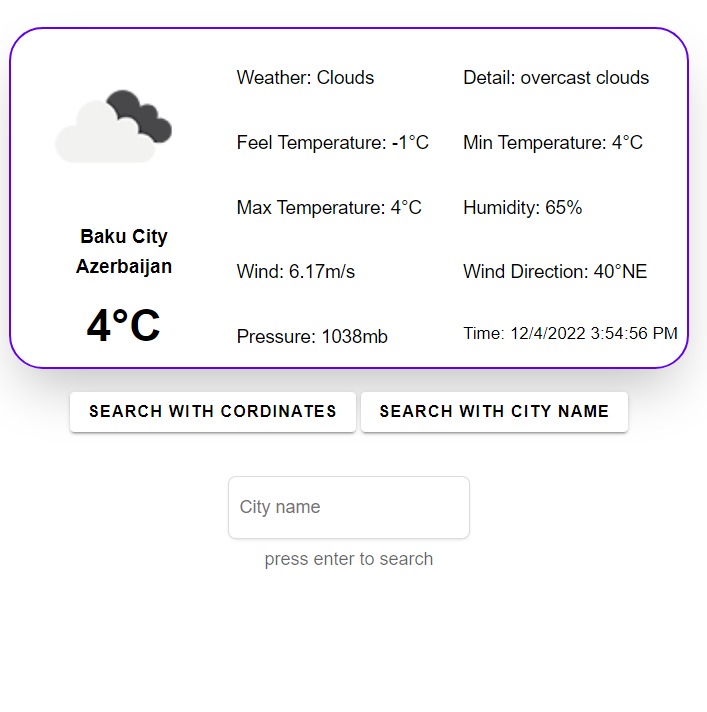 Weather: Clouds
Detail: overcast clouds
Feel Temperature: -1°C
Min Temperature: 4°C
Max Temperature: 4°C
Humidity: 65%
Baku City
Azerbaijan
Wind: 6.17m/s
Wind Direction: 40°NE
4°C
Pressure: 1038mb
Time: 12/4/2022 3:54:56 PM
SEARCH WITH CORDINATES
SEARCH WITH CITY NAME
City name
press enter to search